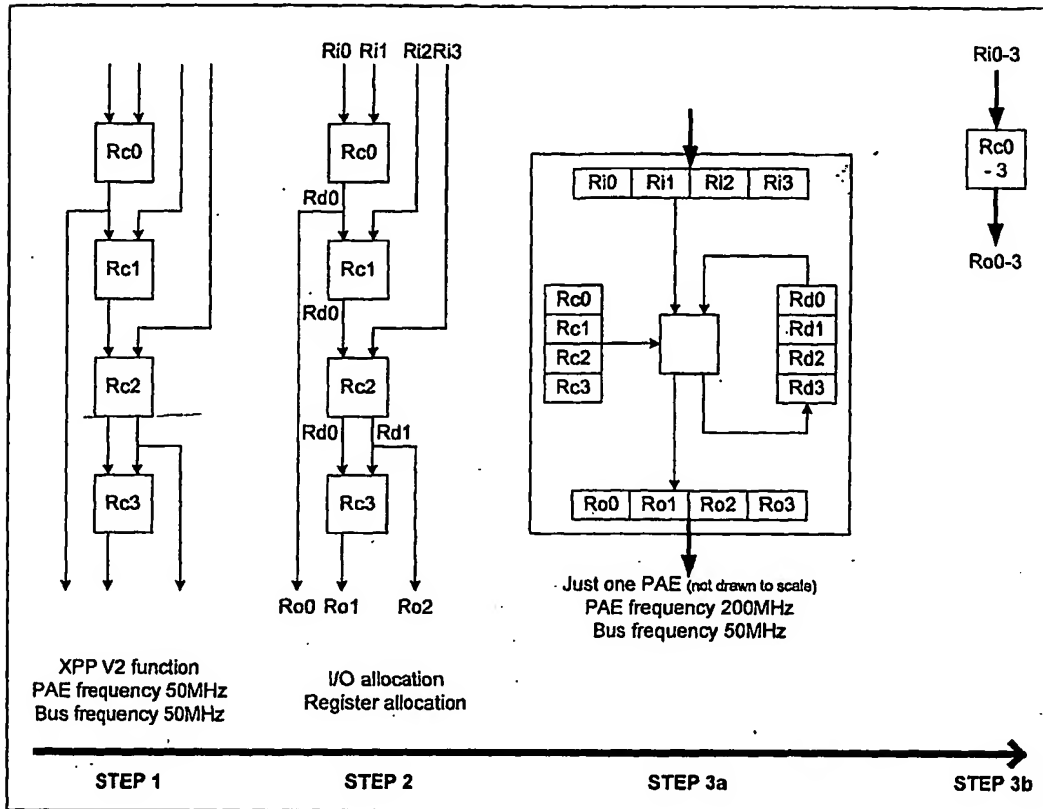 Rc0
Rc1
Rc2
Rc3
XPP V2 function
PAE frequency 50MHz
Bus frequency 50MHz
STEP 1
Ri0 Ri1 Ri2Ri3
Rc0
Rd0
Rc1
Rd0
Rc2
Rd0 Rd1
Rc3
Ro0 Ro1 Ro2
I/O allocation
Register allocation
STEP 2
Ri0 Ri1 Ri2 Ri3
Rc0
Rc1
Rc2
Rc3
Rd0
Rd1
Rd2
Rd3
Ro0 Ro1 Ro2 Ro3
Just one PAE (not drawn to scale)
PAE frequency 200MHz
Bus frequency 50MHz
STEP 3a
Ri0-3
Rc0
- 3
Ro0-3
STEP 3b